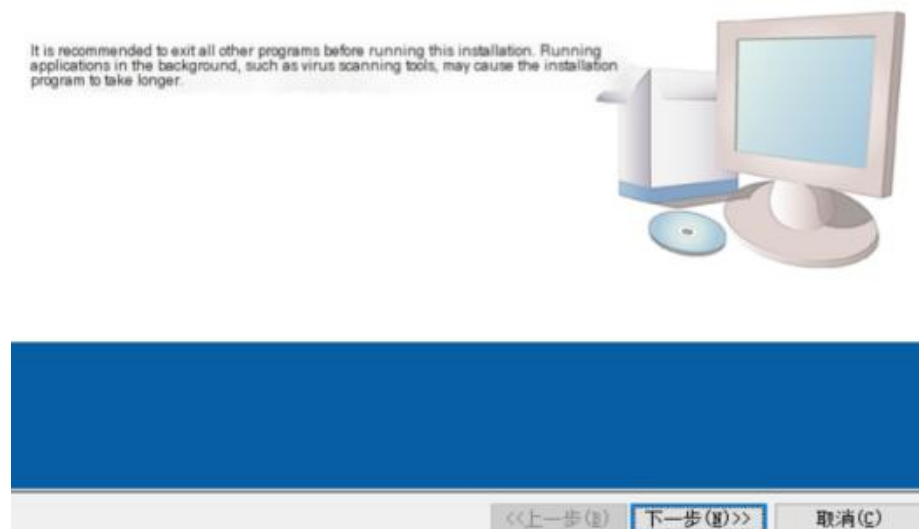 It is recommended to exit all other programs before running this installation. Running
applications in the background, such as virus scanning tools, may cause the installation
program to take longer.
<<上一步(B) 下一步(N)>> 取消(C)